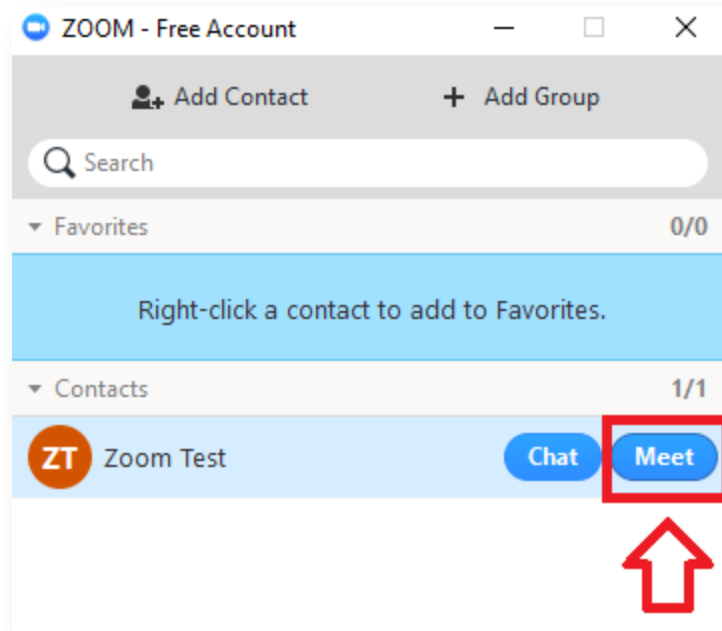 ZOOM - Free Account
Add Contact + Add Group
Search
Favorites 0/0
Right-click a contact to add to Favorites.
Contacts 1/1
ZT Zoom Test Chat Meet